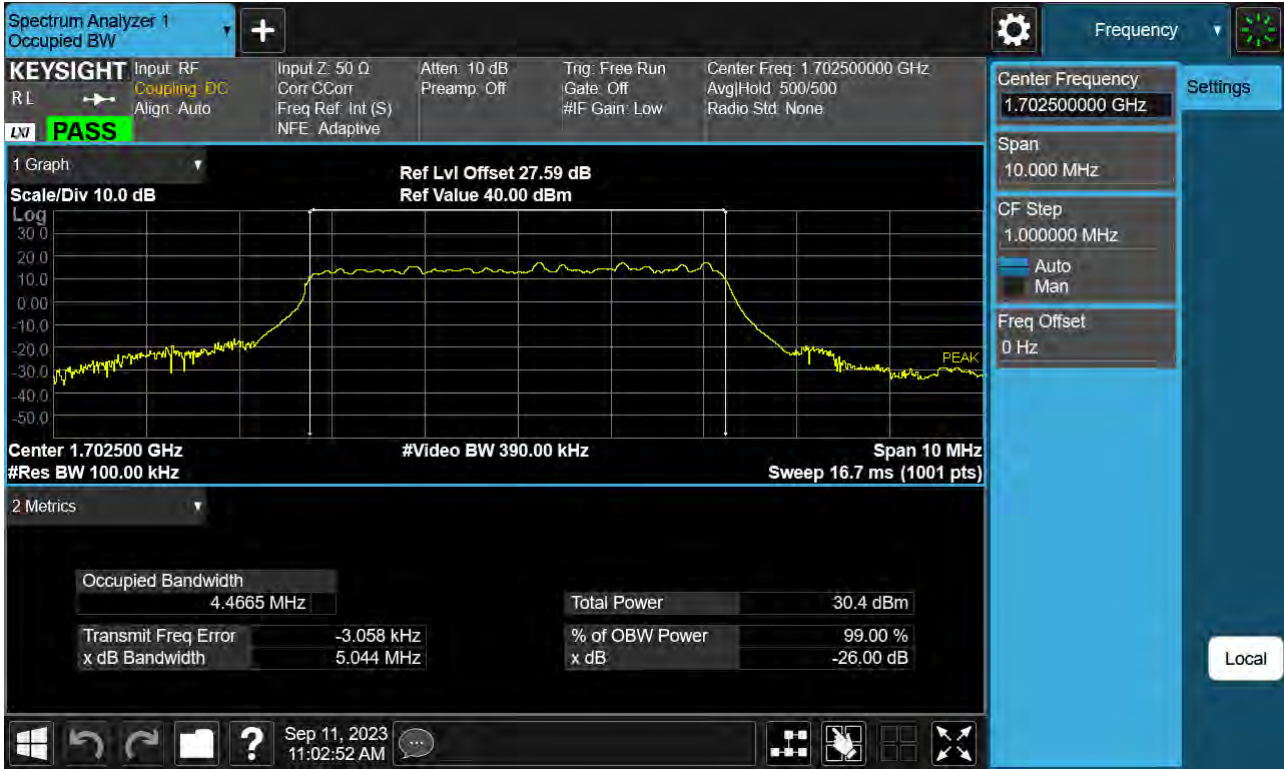 Spectrum Analyzer 1
Occupied BW
Frequency
KEYSIGHT
R L
LXI
PASS
Input: RF
Coupling: DC
Align: Auto
Input Z: 50 Ω
Corr CCorr
Freq Ref: Int (S)
NFE: Adaptive
Atten: 10 dB
Preamp: Off
Trig: Free Run
Gate: Off
#IF Gain: Low
Center Freq: 1.702500000 GHz
Avg|Hold: 500/500
Radio Std: None
1 Graph
Scale/Div 10.0 dB
Ref Lvl Offset 27.59 dB
Ref Value 40.00 dBm
Log
30.0
20.0
10.0
0.00
-10.0
-20.0
-30.0
-40.0
-50.0
PEAK
Center 1.702500 GHz
#Video BW 390.00 kHz
Span 10 MHz
#Res BW 100.00 kHz
Sweep 16.7 ms (1001 pts)
2 Metrics
Occupied Bandwidth
4.4665 MHz
Total Power 30.4 dBm
Transmit Freq Error -3.058 kHz
% of OBW Power 99.00 %
x dB Bandwidth 5.044 MHz
x dB -26.00 dB
Sep 11, 2023
11:02:52 AM
Center Frequency
1.702500000 GHz
Settings
Span
10.000 MHz
CF Step
1.000000 MHz
Auto
Man
Freq Offset
0 Hz
Local